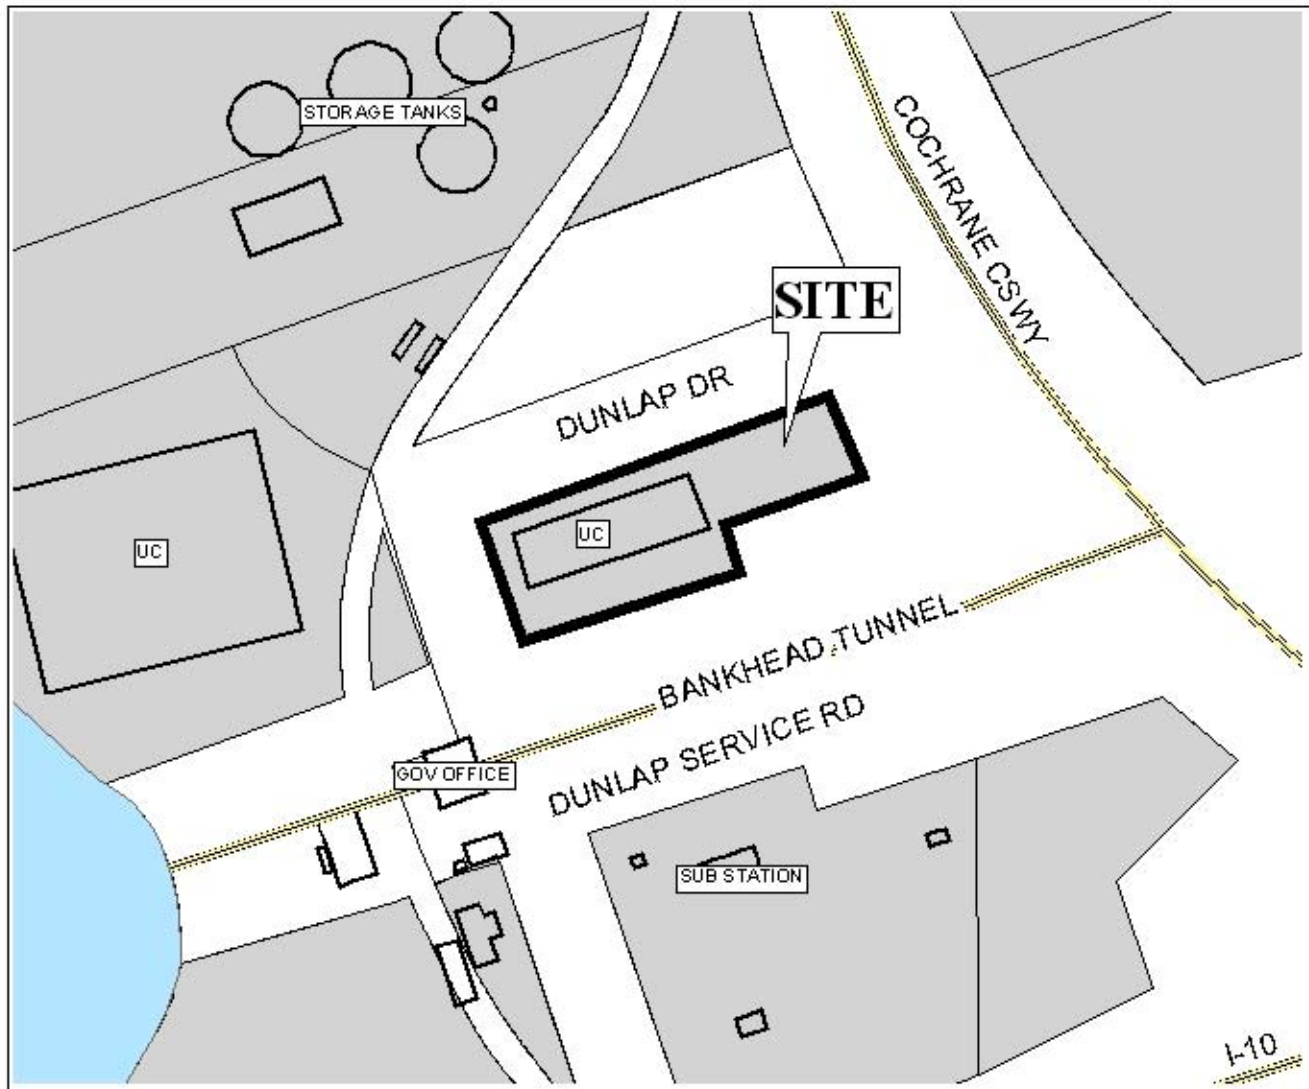 STORAGE TANKS
COCHRANE CSWY
SITE
DUNLAP DR
UC
UC
BANKHEAD TUNNEL
DUNLAP SERVICE RD
GOV OFFICE
SUB STATION
I-10